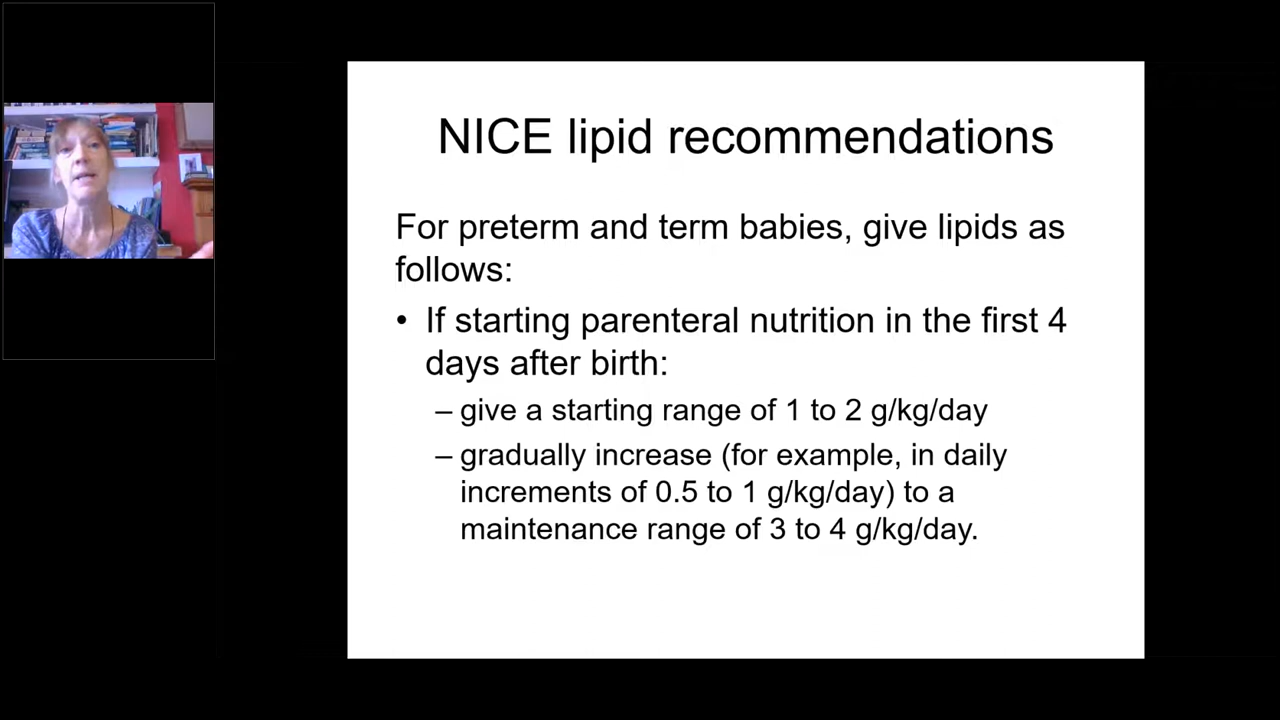 NICE lipid recommendations
For preterm and term babies, give lipids as
follows:
• If starting parenteral nutrition in the first 4
days after birth:
– give a starting range of 1 to 2 g/kg/day
– gradually increase (for example, in daily
increments of 0.5 to 1 g/kg/day) to a
maintenance range of 3 to 4 g/kg/day.